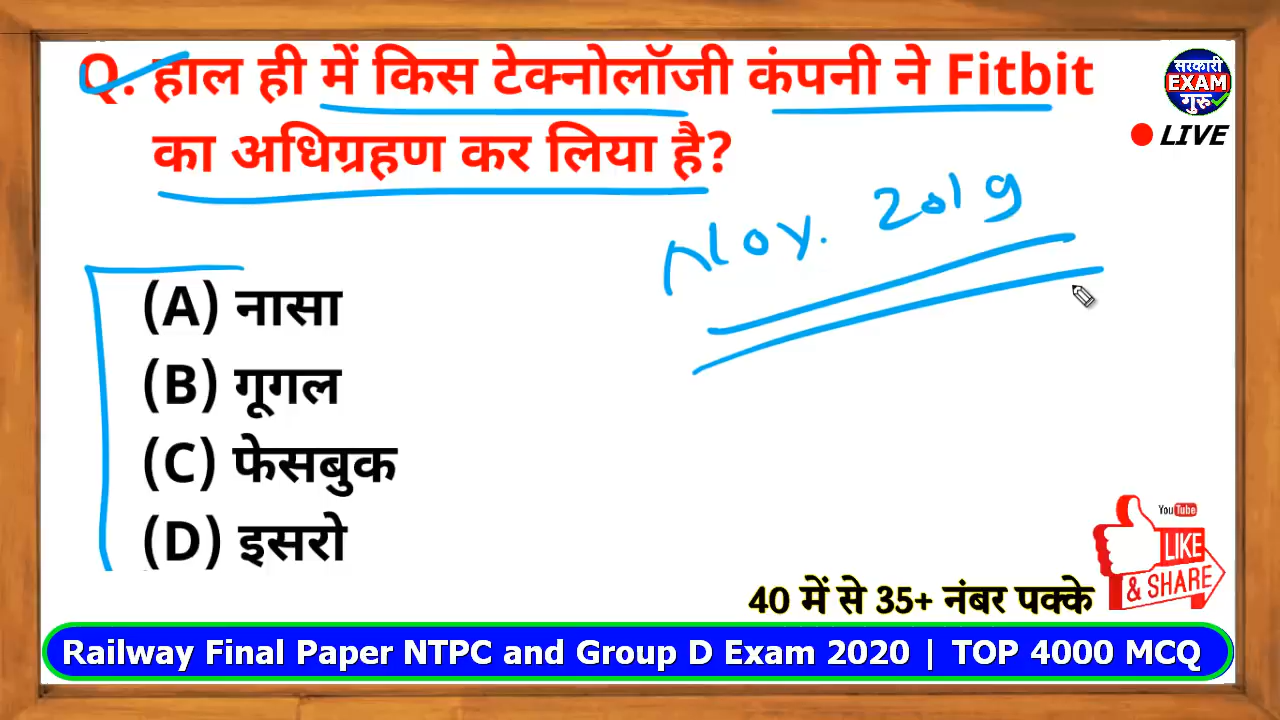 Q. हाल ही में किस टेक्नोलॉजी कंपनी ने Fitbit
का अधिग्रहण कर लिया है?
सरकारी
EXAM
गुरु
LIVE
Nov. 2019
(A) नासा
(B) गूगल
(C) फेसबुक
(D) इसरो
YouTube
LIKE
& SHARE
40 में से 35+ नंबर पक्के
Railway Final Paper NTPC and Group D Exam 2020 | TOP 4000 MCQ